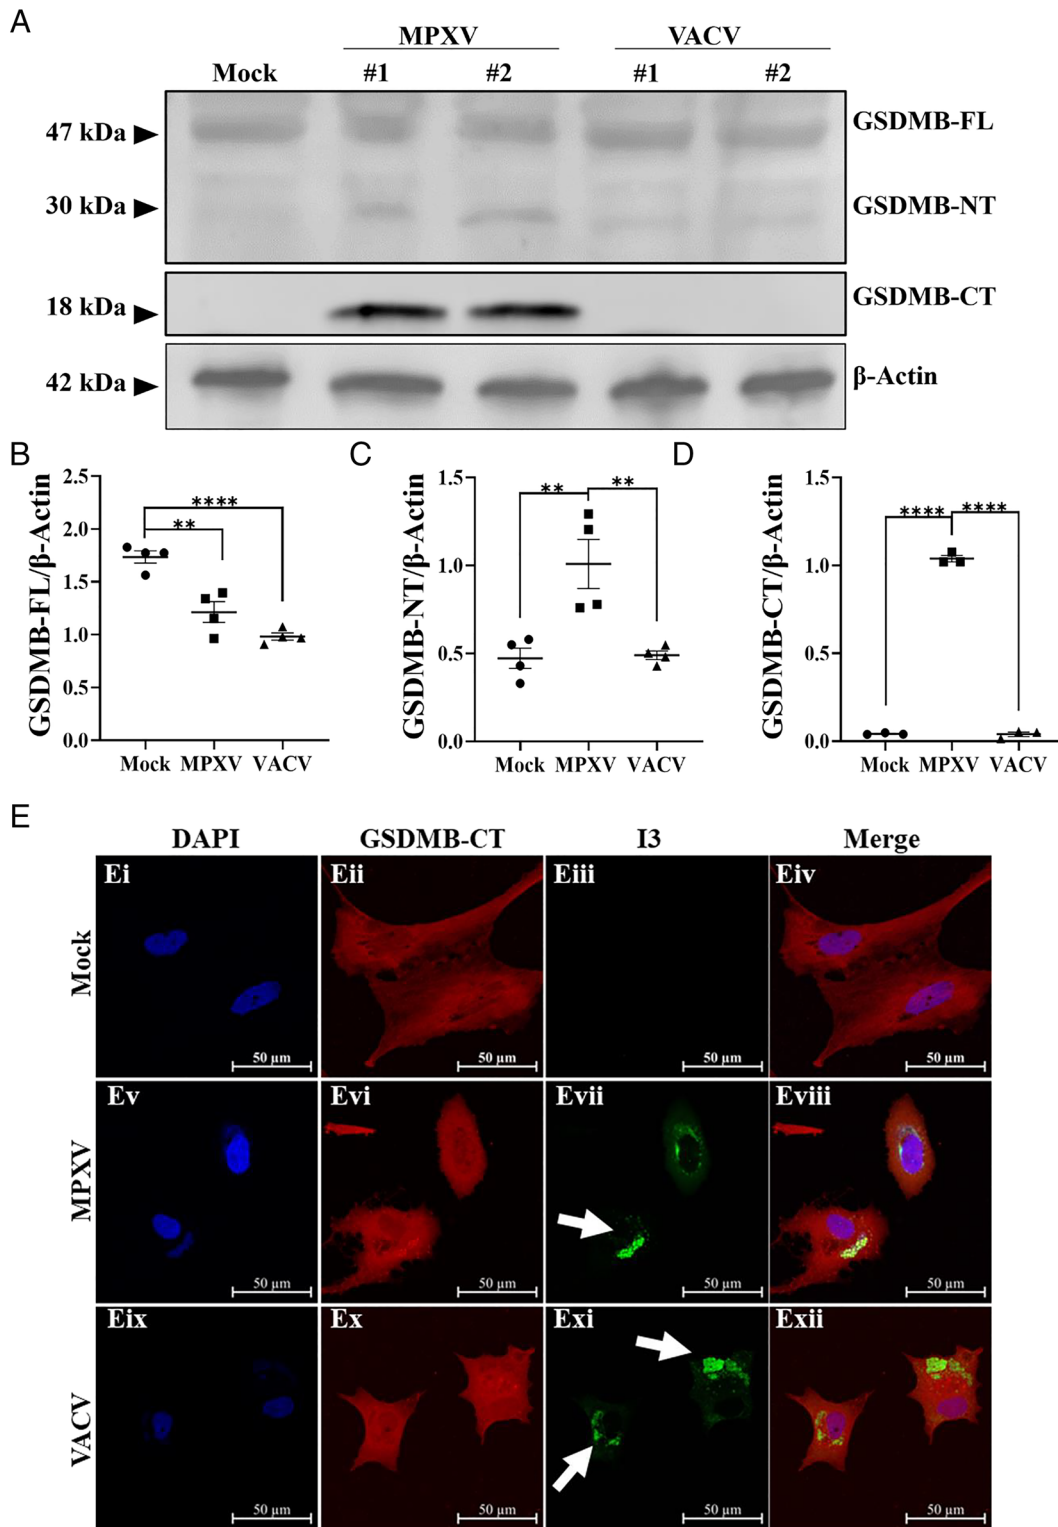 A
MPXV VACV
Mock #1 #2 #1 #2
47 kDa GSDMB-FL
30 kDa GSDMB-NT
18 kDa GSDMB-CT
42 kDa β-Actin
B
GSDMB-FL/β-Actin
2.5
2.0
1.5
1.0
0.5
0.0
****
**
Mock MPXV VACV
C
GSDMB-NT/β-Actin
1.5
1.0
0.5
0.0
** **
Mock MPXV VACV
D
GSDMB-CT/β-Actin
1.5
1.0
0.5
0.0
**** ****
Mock MPXV VACV
E
DAPI GSDMB-CT I3 Merge
Mock
Ei Eii Eiii Eiv
50 µm 50 µm 50 µm 50 µm
MPXV
Ev Evi Evii Eviii
50 µm 50 µm 50 µm 50 µm
VACV
Eix Ex Exi Exii
50 µm 50 µm 50 µm 50 µm